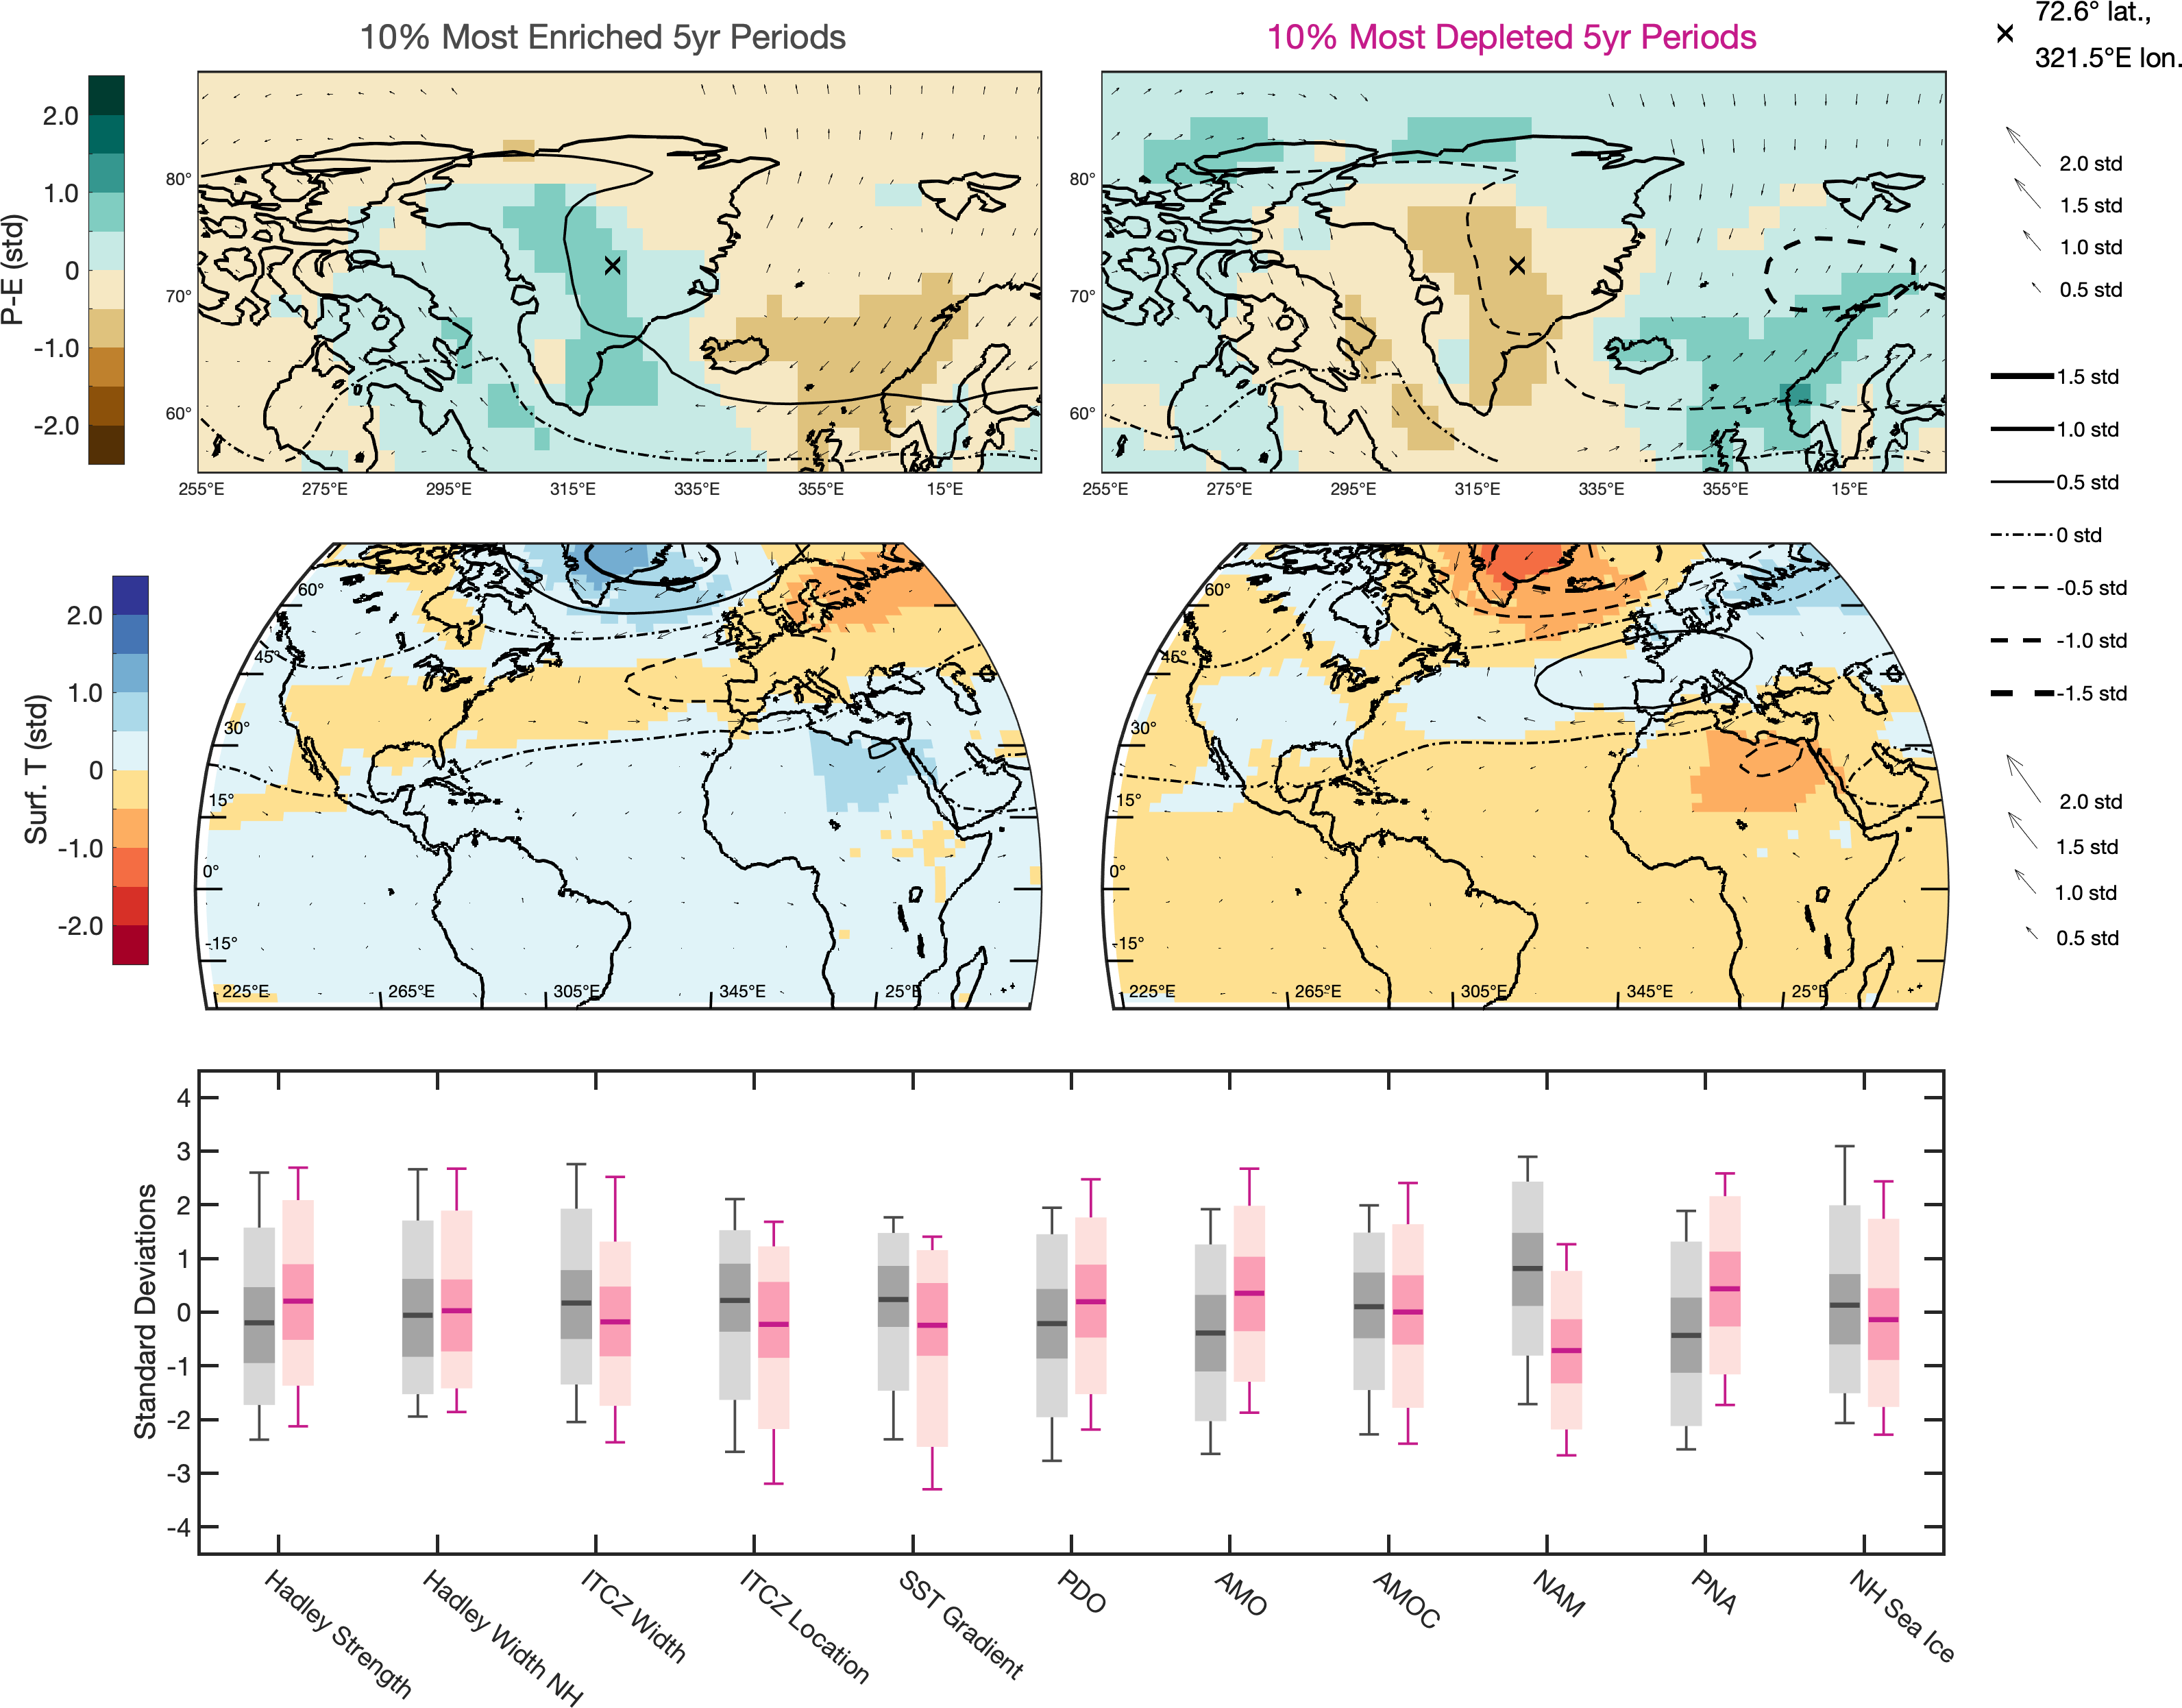 10% Most Enriched 5yr Periods
10% Most Depleted 5yr Periods
72.6° lat.,
321.5°E lon.
P-E (std)
2.0
1.0
0
-1.0
-2.0
80°
70°
60°
255°E 275°E 295°E 315°E 335°E 355°E 15°E
80°
70°
60°
255°E 275°E 295°E 315°E 335°E 355°E 15°E
2.0 std
1.5 std
1.0 std
0.5 std
1.5 std
1.0 std
0.5 std
0 std
-0.5 std
-1.0 std
-1.5 std
Surf. T (std)
2.0
1.0
0
-1.0
-2.0
60°
45°
30°
15°
0°
-15°
225°E 265°E 305°E 345°E 25°E
60°
45°
30°
15°
0°
-15°
225°E 265°E 305°E 345°E 25°E
2.0 std
1.5 std
1.0 std
0.5 std
Standard Deviations
4
3
2
1
0
-1
-2
-3
-4
Hadley Strength
Hadley Width NH
ITCZ Width
ITCZ Location
SST Gradient
PDO
AMO
AMOC
NAM
PNA
NH Sea Ice